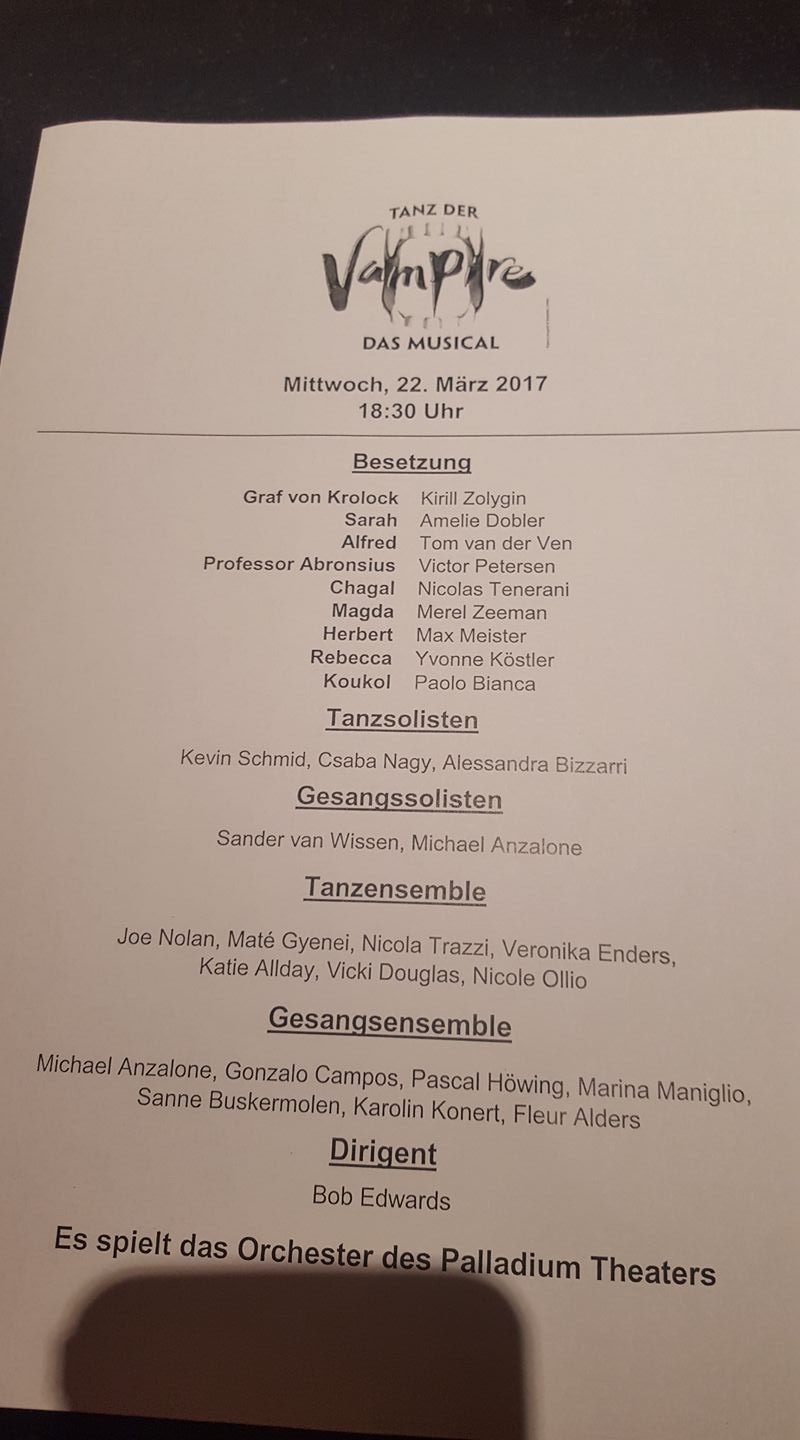 TANZ DER
Vampire
DAS MUSICAL
Mittwoch, 22. März 2017
18:30 Uhr
Besetzung
Graf von Krolock Kirill Zolygin
Sarah Amelie Dobler
Alfred Tom van der Ven
Professor Abronsius Victor Petersen
Chagal Nicolas Tenerani
Magda Merel Zeeman
Herbert Max Meister
Rebecca Yvonne Köstler
Koukol Paolo Bianca
Tanzsolisten
Kevin Schmid, Csaba Nagy, Alessandra Bizzarri
Gesangssolisten
Sander van Wissen, Michael Anzalone
Tanzensemble
Joe Nolan, Maté Gyenei, Nicola Trazzi, Veronika Enders,
Katie Allday, Vicki Douglas, Nicole Ollio
Gesangsensemble
Michael Anzalone, Gonzalo Campos, Pascal Höwing, Marina Maniglio,
Sanne Buskermolen, Karolin Konert, Fleur Alders
Dirigent
Bob Edwards
Es spielt das Orchester des Palladium Theaters